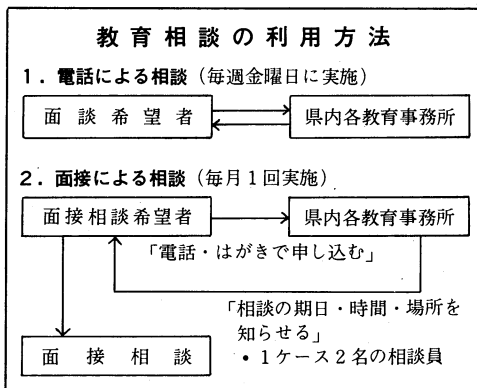 教育相談の利用方法
1．電話による相談（毎週金曜日に実施）
面談希望者
県内各教育事務所
2．面接による相談（毎月1回実施）
面接相談希望者
県内各教育事務所
「電話・はがきで申し込む」
「相談の期日・時間・場所を
知らせる」
・1ケース2名の相談員
面接相談